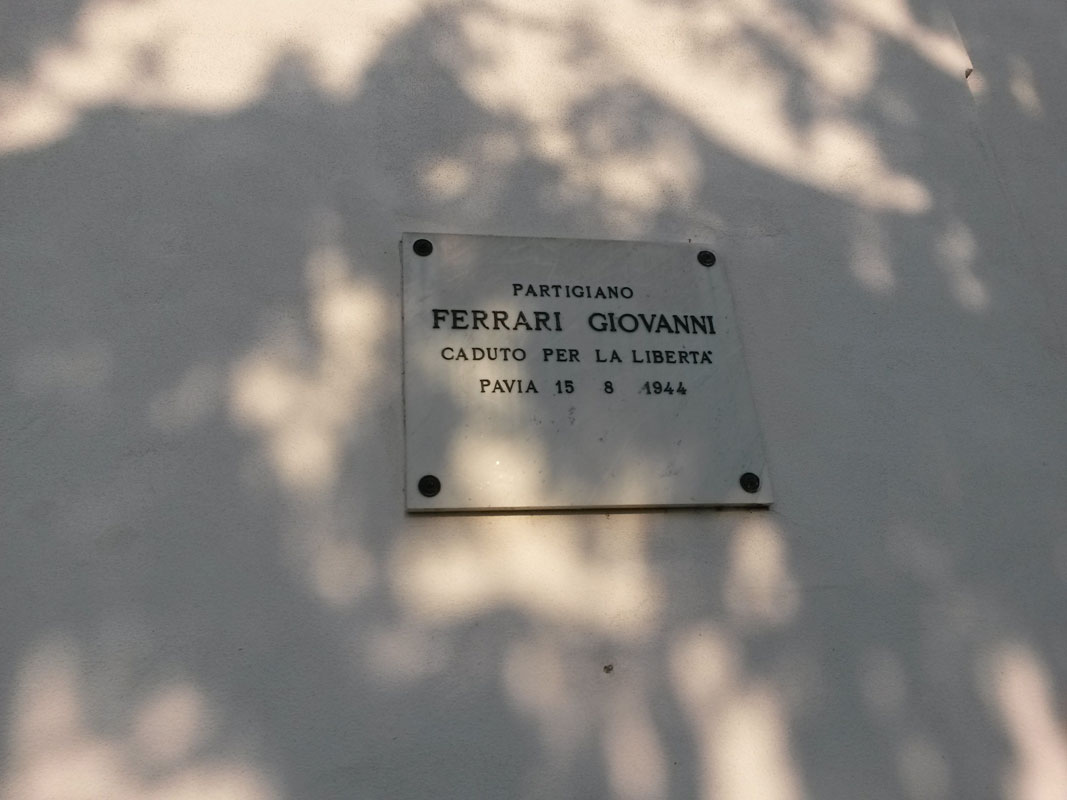 PARTIGIANO
FERRARI GIOVANNI
CADUTO PER LA LIBERTA'
PAVIA 15 8 1944